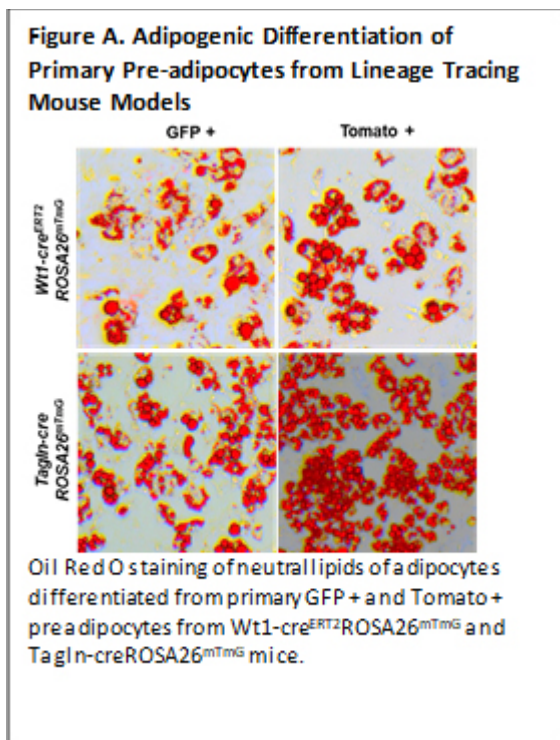 Figure A. Adipogenic Differentiation of
Primary Pre-adipocytes from Lineage Tracing
Mouse Models
GFP + Tomato +
Wt1-creERT2
ROSA26mTmG
Tagln-cre
ROSA26mTmG
Oil Red O staining of neutral lipids of adipocytes
differentiated from primary GFP + and Tomato +
preadipocytes from Wt1-creERT2ROSA26mTmG and
Tagln-creROSA26mTmG mice.